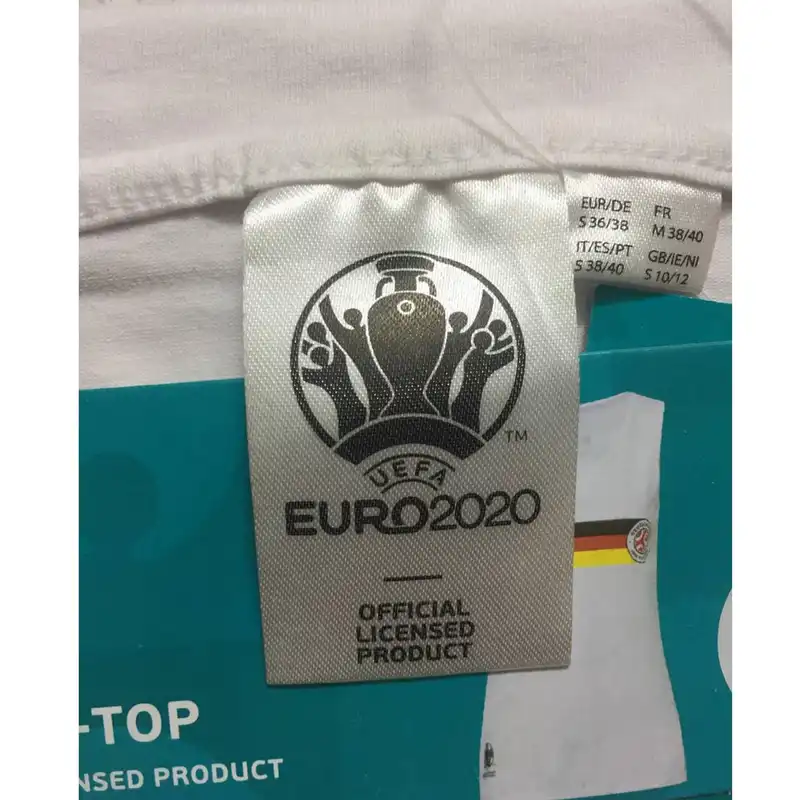 EUR/DE FR
S 36/38 M 38/40
IT/ES/PT GB/IE/NI
S 38/40 S 10/12
TM
UEFA
EURO2020
OFFICIAL
LICENSED
PRODUCT
-TOP
NSED PRODUCT